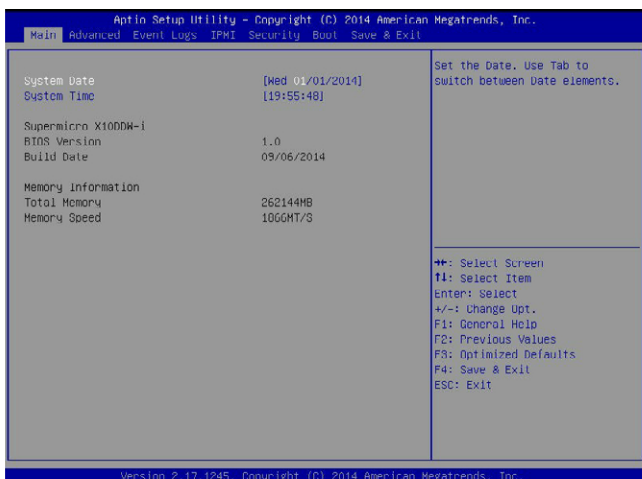 Aptio Setup Utility – Copyright (C) 2014 American Megatrends, Inc.
Main Advanced Event Logs IPMI Security Boot Save & Exit
System Date [Wed 01/01/2014]
System Time [19:55:48]
Supermicro X10DDW-i
BIOS Version 1.0
Build Date 09/06/2014
Memory Information
Total Memory 262144MB
Memory Speed 1066MT/S
Set the Date. Use Tab to
switch between Date elements.
→←: Select Screen
↑↓: Select Item
Enter: Select
+/-: Change Opt.
F1: General Help
F2: Previous Values
F3: Optimized Defaults
F4: Save & Exit
ESC: Exit
Version 2.17.1245. Copyright (C) 2014 American Megatrends, Inc.